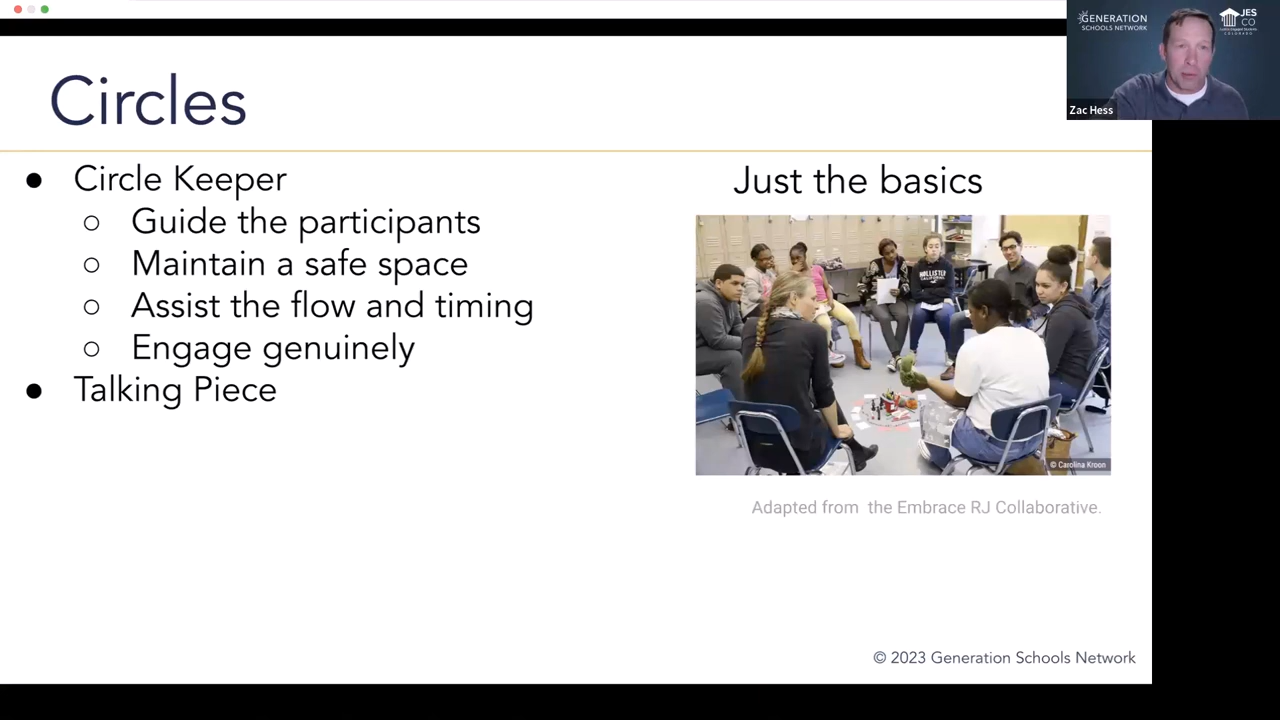 GENERATION
SCHOOLS NETWORK
JES
CO
COLORADO
Zac Hess
Circles
● Circle Keeper
○ Guide the participants
○ Maintain a safe space
○ Assist the flow and timing
○ Engage genuinely
● Talking Piece
Just the basics
HOLLISTER
CALIFORNIA
© Carolina Kroon
Adapted from the Embrace RJ Collaborative.
© 2023 Generation Schools Network